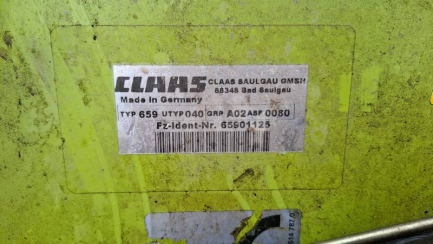 CLAAS CLAAS SAULGAU GMBH
88348 Bad Saulgau
Made in Germany
TYP 659 UTYP 040 GRP A02 ABF 0080
Fz-Ident-Nr. 65901125